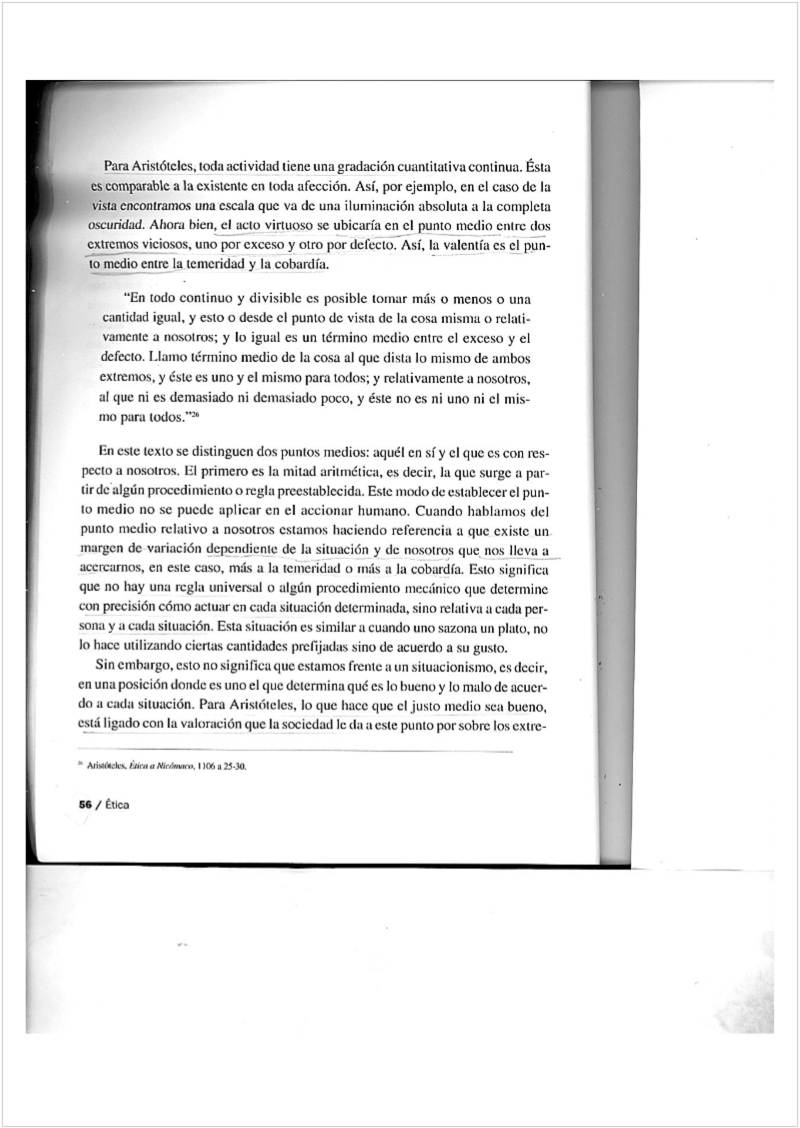 Para Aristóteles, toda actividad tiene una gradación cuantitativa continua. Ésta
es comparable a la existente en toda afección. Así, por ejemplo, en el caso de la
vista encontramos una escala que va de una iluminación absoluta a la completa
oscuridad. Ahora bien, el acto virtuoso se ubicaría en el punto medio entre dos
extremos viciosos, uno por exceso y otro por defecto. Así, la valentía es el pun-
to medio entre la temeridad y la cobardía.
“En todo continuo y divisible es posible tomar más o menos o una
cantidad igual, y esto o desde el punto de vista de la cosa misma o relati-
vamente a nosotros; y lo igual es un término medio entre el exceso y el
defecto. Llamo término medio de la cosa al que dista lo mismo de ambos
extremos, y éste es uno y el mismo para todos; y relativamente a nosotros,
al que ni es demasiado ni demasiado poco, y éste no es ni uno ni el mis-
mo para todos.”²⁶
En este texto se distinguen dos puntos medios: aquél en sí y el que es con res-
pecto a nosotros. El primero es la mitad aritmética, es decir, la que surge a par-
tir de algún procedimiento o regla preestablecida. Este modo de establecer el pun-
to medio no se puede aplicar en el accionar humano. Cuando hablamos del
punto medio relativo a nosotros estamos haciendo referencia a que existe un
margen de variación dependiente de la situación y de nosotros que nos lleva a
acercarnos, en este caso, más a la temeridad o más a la cobardía. Esto significa
que no hay una regla universal o algún procedimiento mecánico que determine
con precisión cómo actuar en cada situación determinada, sino relativa a cada per-
sona y a cada situación. Esta situación es similar a cuando uno sazona un plato, no
lo hace utilizando ciertas cantidades prefijadas sino de acuerdo a su gusto.
Sin embargo, esto no significa que estamos frente a un situacionismo, es decir,
en una posición donde es uno el que determina qué es lo bueno y lo malo de acuer-
do a cada situación. Para Aristóteles, lo que hace que el justo medio sea bueno,
está ligado con la valoración que la sociedad le da a este punto por sobre los extre-
²⁶ Aristóteles, Ética a Nicómaco, 1106 a 25-30.
56 / Ética